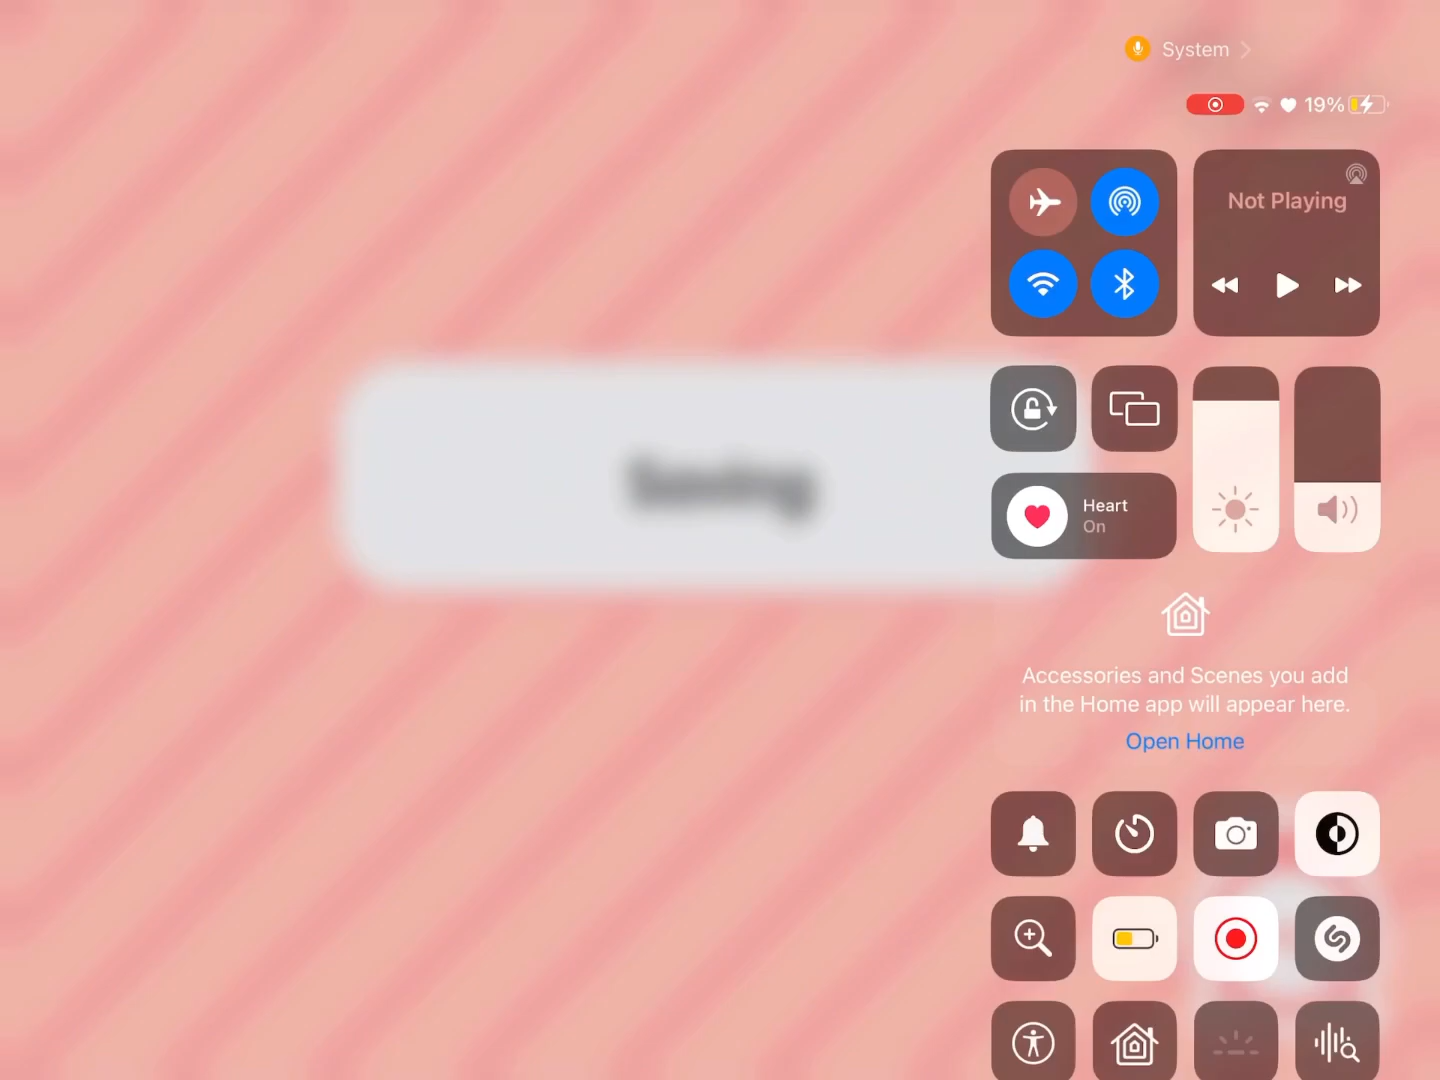 System
19%
Not Playing
Saving
Heart
On
Accessories and Scenes you add
in the Home app will appear here.
Open Home